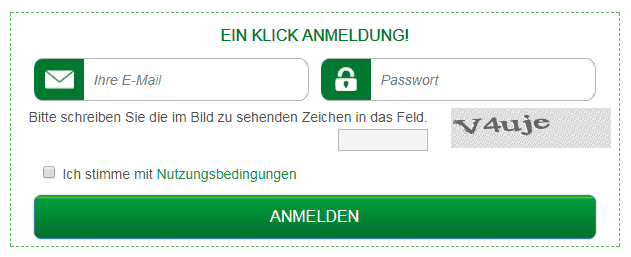 EIN KLICK ANMELDUNG!
Ihre E-Mail
Passwort
Bitte schreiben Sie die im Bild zu sehenden Zeichen in das Feld.
V4uje
Ich stimme mit Nutzungsbedingungen
ANMELDEN